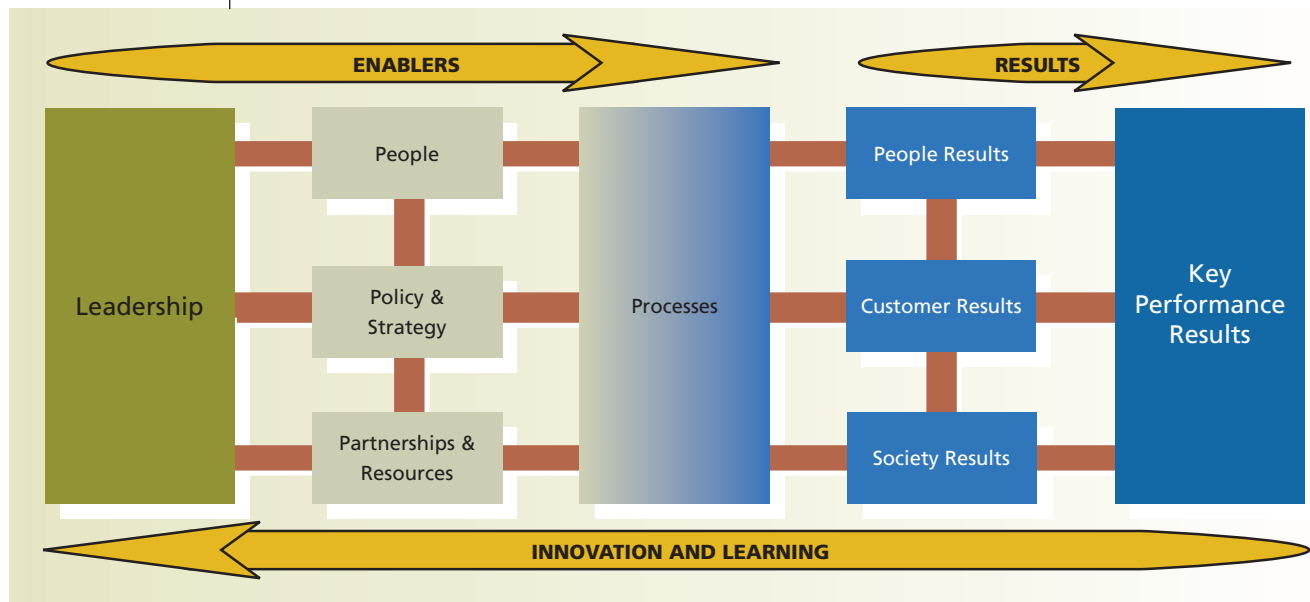 ENABLERS
RESULTS
Leadership
People
Policy &
Strategy
Partnerships &
Resources
Processes
People Results
Customer Results
Society Results
Key
Performance
Results
INNOVATION AND LEARNING